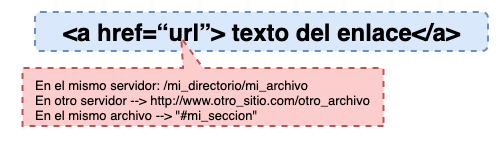 <a href=“url”> texto del enlace</a>
En el mismo servidor: /mi_directorio/mi_archivo
En otro servidor --> http://www.otro_sitio.com/otro_archivo
En el mismo archivo --> "#mi_seccion"